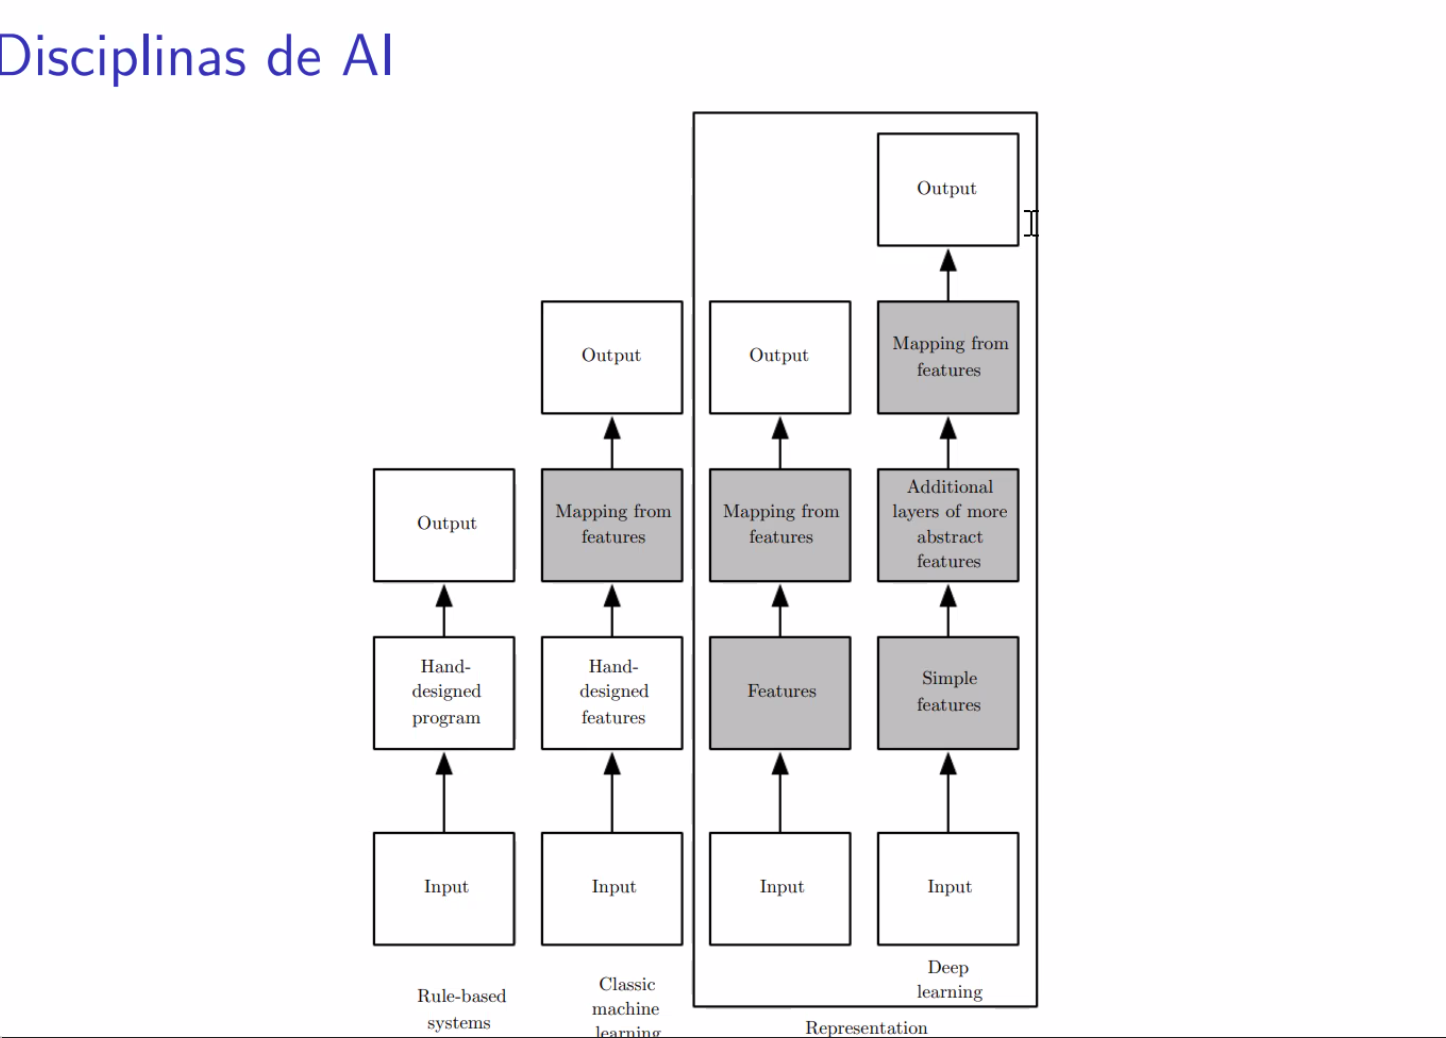 Disciplinas de AI
Output
Output
Output
Mapping from
features
Output
Mapping from
features
Mapping from
features
Additional
layers of more
abstract
features
Hand-
designed
program
Hand-
designed
features
Features
Simple
features
Input
Input
Input
Input
Rule-based
systems
Classic
machine
learning
Deep
learning
Representation